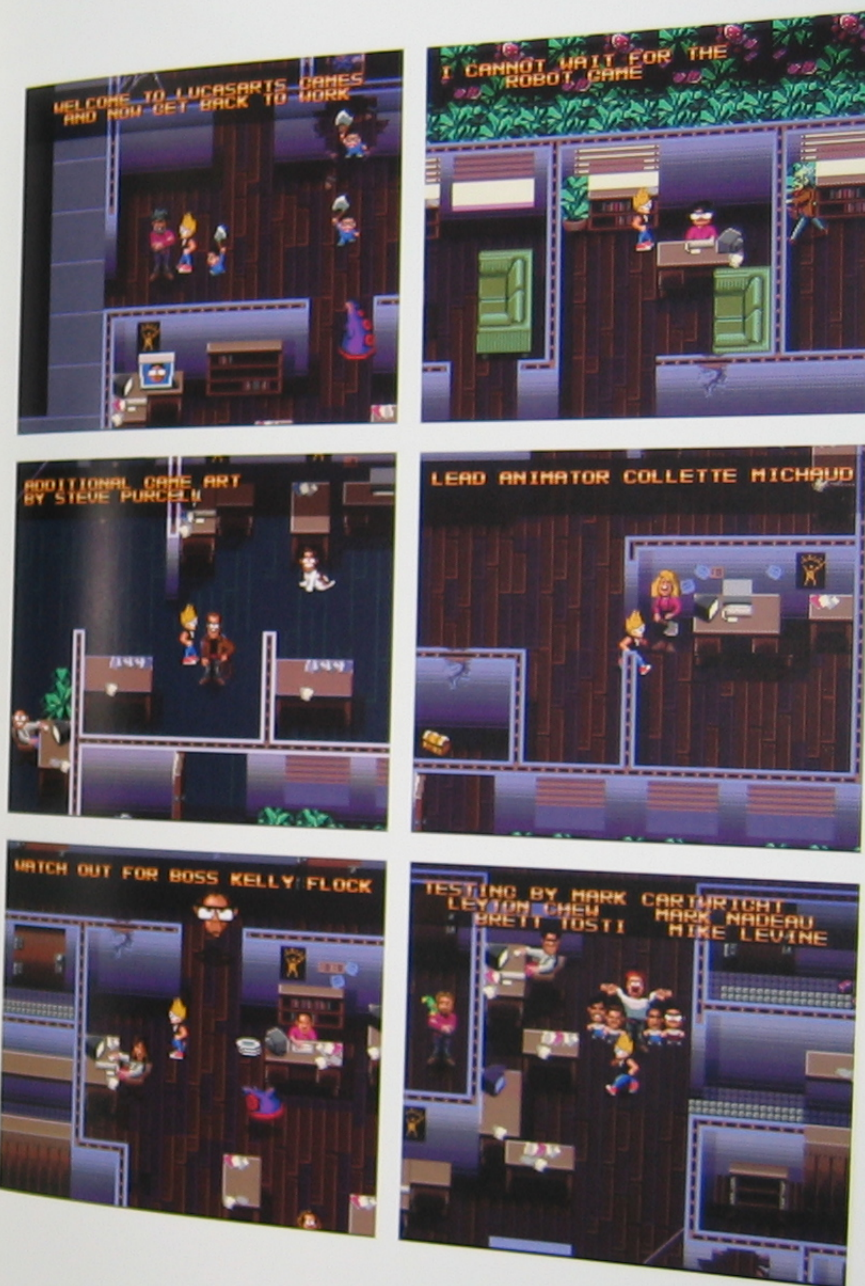 WELCOME TO LUCASARTS GAMES
AND NOW GET BACK TO WORK
I CANNOT WAIT FOR THE
ROBOT GAME
ADDITIONAL GAME ART
BY STEVE PURCELL
LEAD ANIMATOR COLLETTE MICHAUD
WATCH OUT FOR BOSS KELLY FLOCK
TESTING BY MARK CARTWRIGHT
LEYTON CHEW MARK NADEAU
BRETT TOSTI MIKE LEVINE